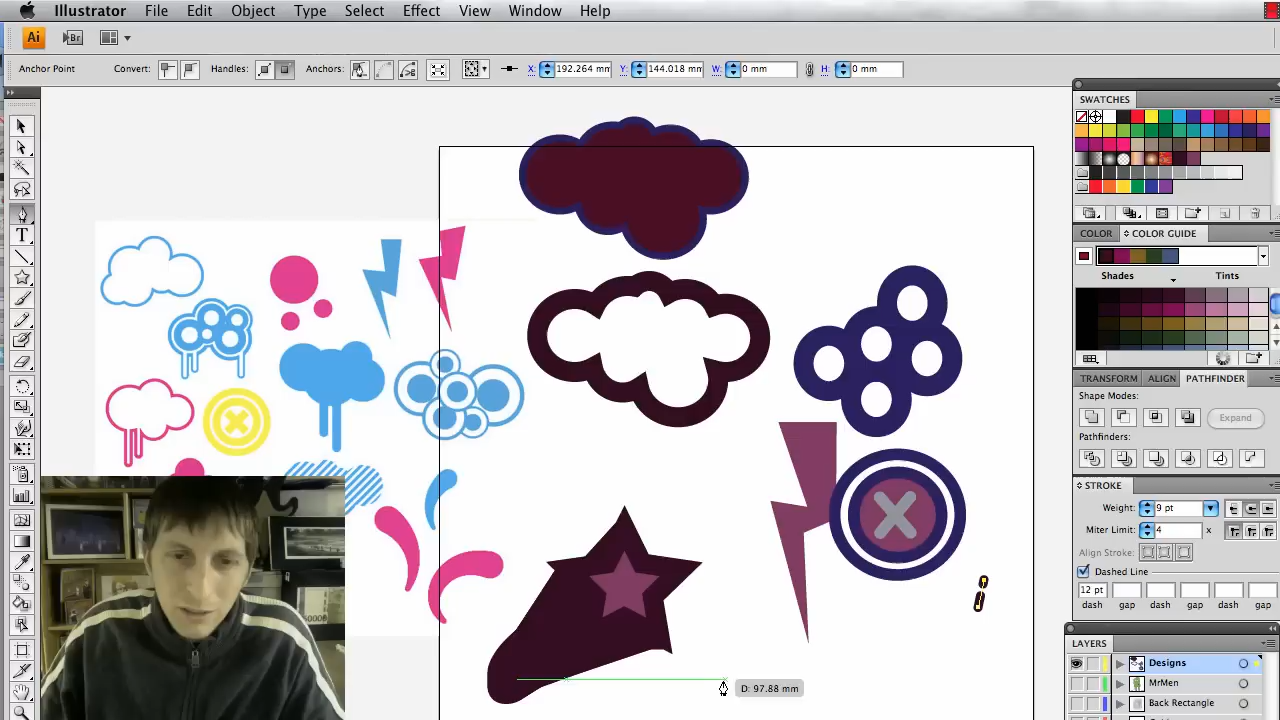 Illustrator File Edit Object Type Select Effect View Window Help
Ai Br
Anchor Point Convert: Handles: Anchors: X: 192.264 mm Y: 144.018 mm W: 0 mm H: 0 mm
SWATCHES
COLOR COLOR GUIDE
Shades Tints
TRANSFORM ALIGN PATHFINDER
Shape Modes:
Expand
Pathfinders:
STROKE
Weight: 9 pt
Miter Limit: 4 x
Align Stroke:
Dashed Line
12 pt
dash gap dash gap dash gap
LAYERS
Designs
MrMen
Back Rectangle
T
D: 97.88 mm